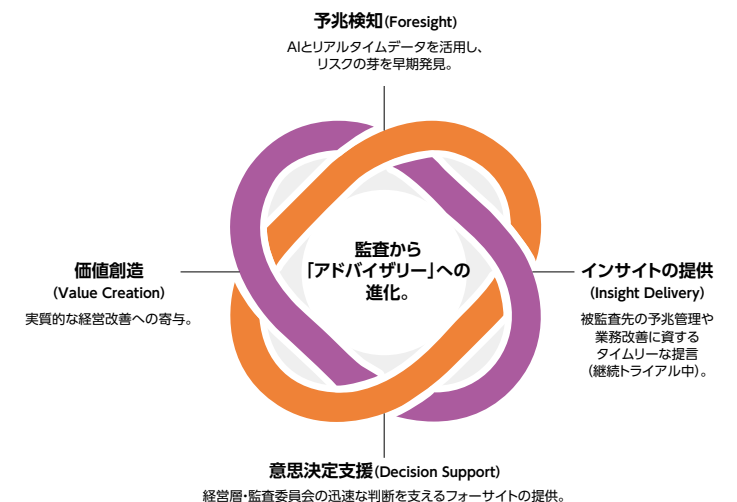 予兆検知(Foresight)
AIとリアルタイムデータを活用し、
リスクの芽を早期発見。
監査から
「アドバイザリー」への
進化。
価値創造
(Value Creation)
実質的な経営改善への寄与。
インサイトの提供
(Insight Delivery)
被監査先の予兆管理や
業務改善に資する
タイムリーな提言
(継続トライアル中)。
意思決定支援(Decision Support)
経営層・監査委員会の迅速な判断を支えるフォーサイトの提供。